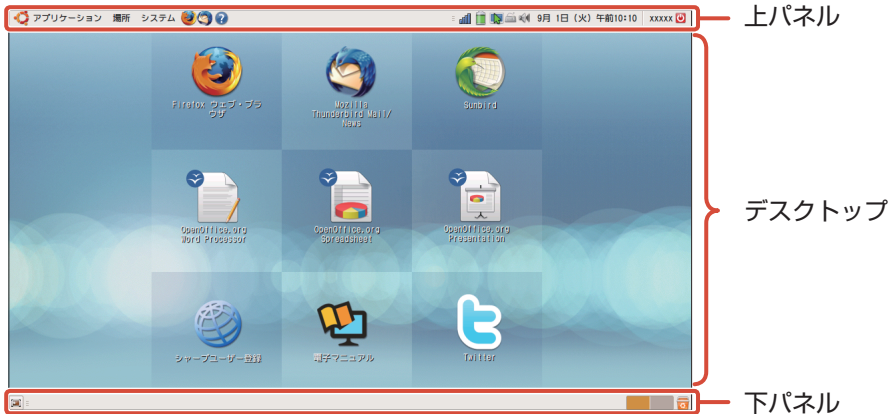 アプリケーション 場所 システム 9月 1日 (火) 午前10:10 xxxxx
上パネル
Firefox ウェブ・ブラ
ウザ
Mozilla
Thunderbird Mail/
News
Sunbird
OpenOffice.org
Word Processor
OpenOffice.org
Spreadsheet
OpenOffice.org
Presentation
デスクトップ
シャープユーザー登録
電子マニュアル
Twitter
下パネル